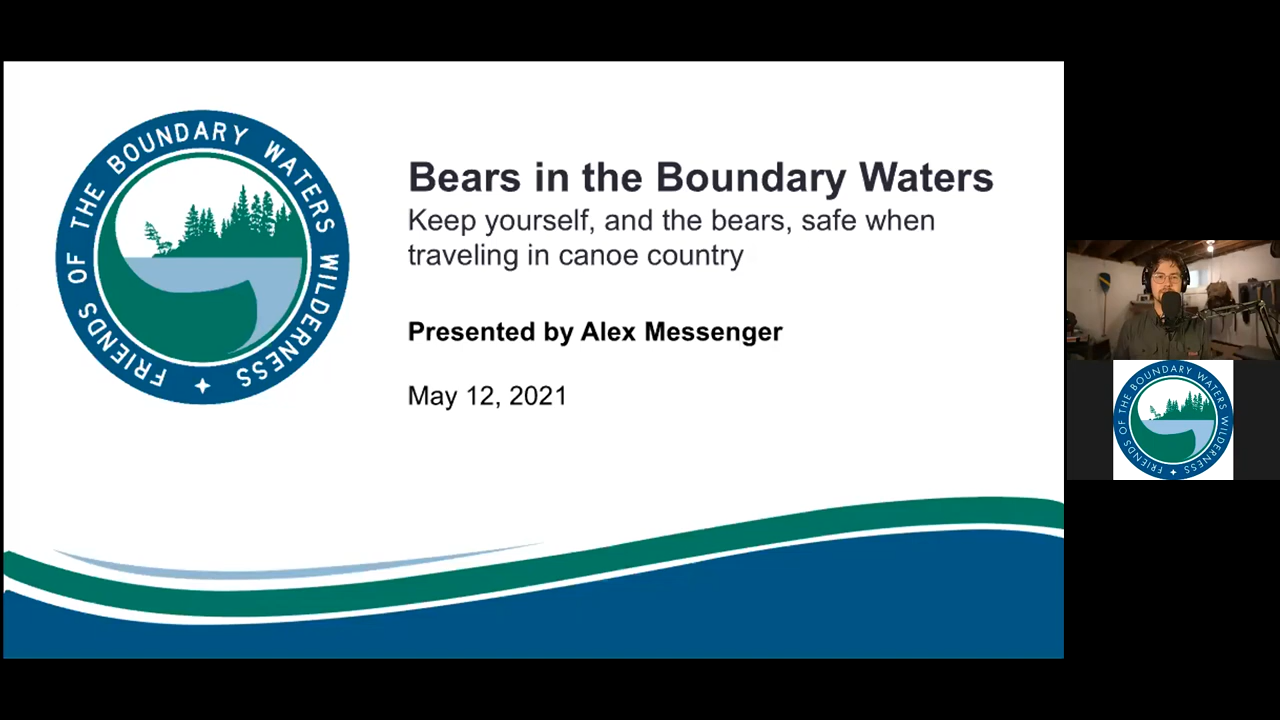 FRIENDS OF THE BOUNDARY WATERS WILDERNESS
Bears in the Boundary Waters
Keep yourself, and the bears, safe when
traveling in canoe country
Presented by Alex Messenger
May 12, 2021
FRIENDS OF THE BOUNDARY WATERS WILDERNESS